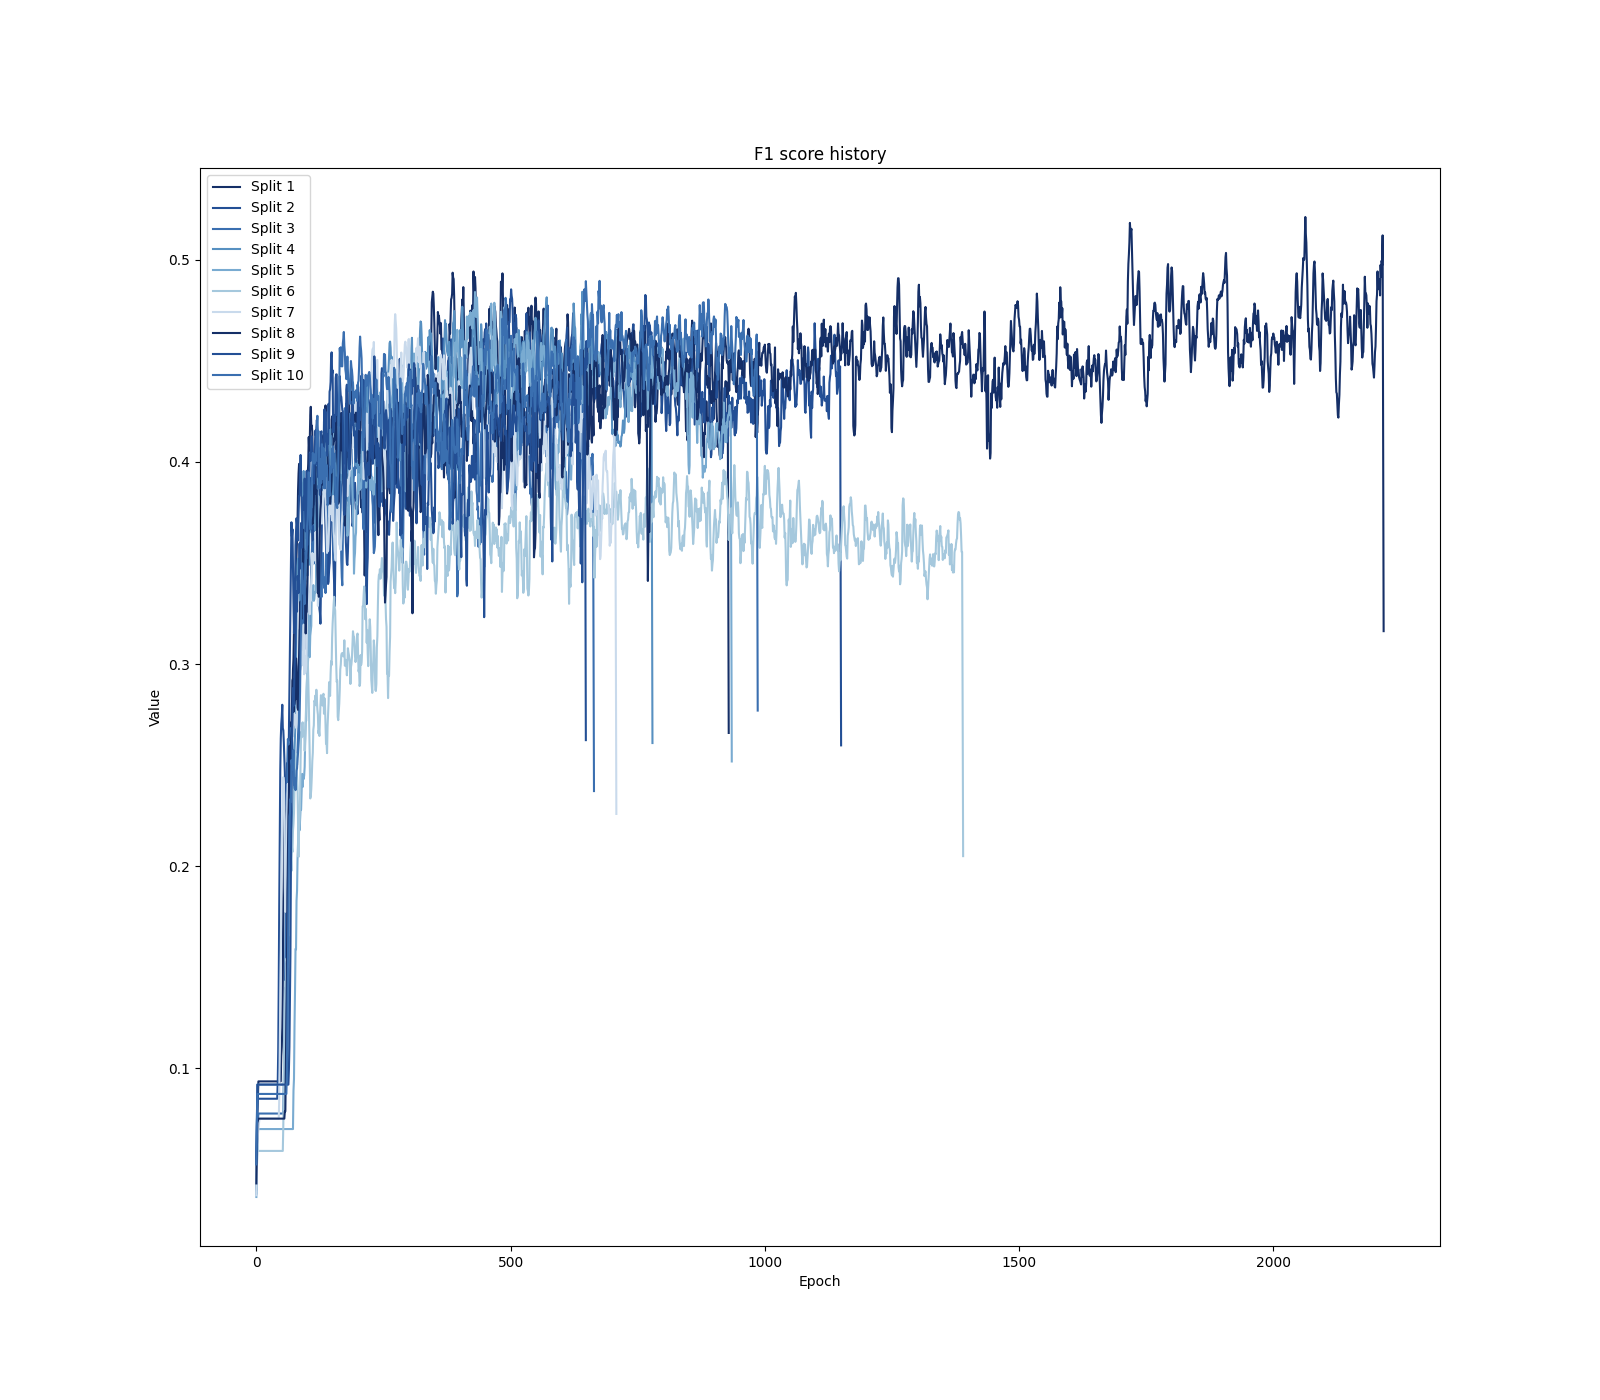 F1 score history
Split 1
Split 2
Split 3
Split 4
Split 5
Split 6
Split 7
Split 8
Split 9
Split 10
0.5
0.4
0.3
0.2
0.1
Value
0 500 1000 1500 2000
Epoch